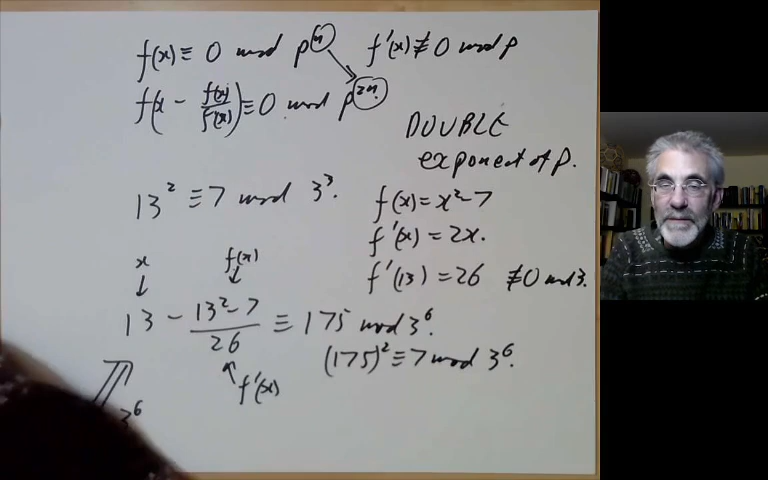 f(x) ≡ 0 mod p^n f'(x) ≢ 0 mod p
f(x - f(x)/f'(x)) ≡ 0 mod p^2n.
DOUBLE
exponent of p.
13² ≡ 7 mod 3³. f(x) = x² - 7
f'(x) = 2x.
x f(x)
↓ ↓ f'(13) = 26 ≢ 0 mod 3.
13 - (13² - 7)/26 ≡ 175 mod 3⁶.
(175)² ≡ 7 mod 3⁶.
f'(x)
3⁶